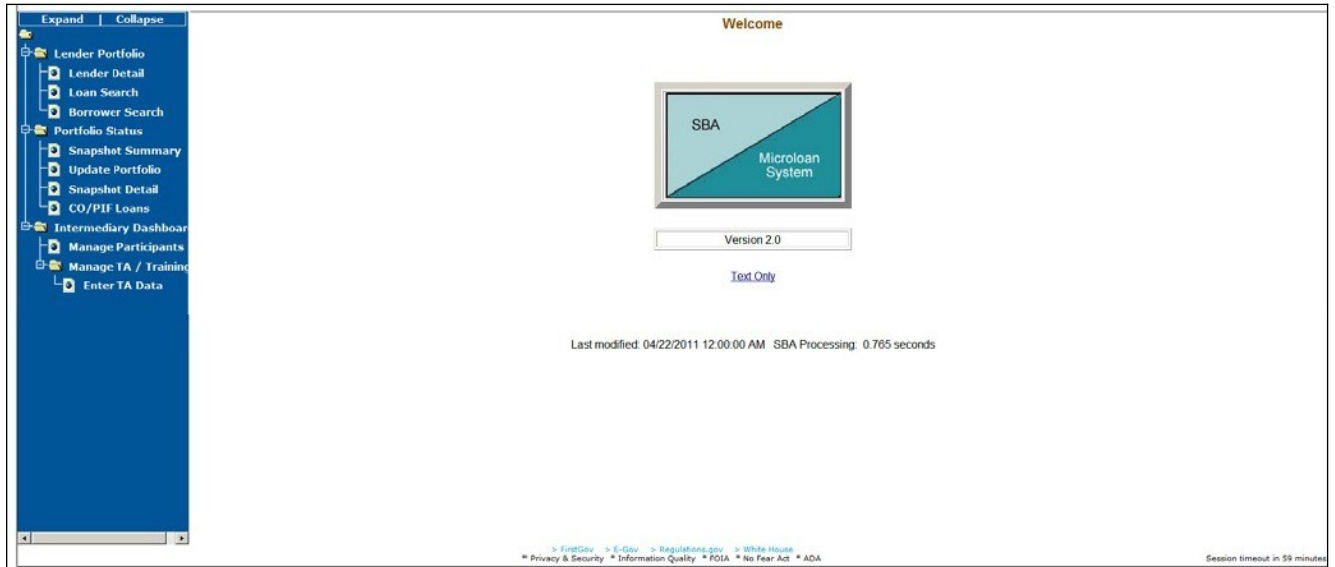 Expand | Collapse
Lender Portfolio
Lender Detail
Loan Search
Borrower Search
Portfolio Status
Snapshot Summary
Update Portfolio
Snapshot Detail
CO/PIF Loans
Intermediary Dashboar
Manage Participants
Manage TA / Training
Enter TA Data
Welcome
SBA
Microloan
System
Version 2.0
Text Only
Last modified: 04/22/2011 12:00:00 AM SBA Processing: 0.765 seconds
> FirstGov > E-Gov > Regulations.gov > White House
* Privacy & Security * Information Quality * FOIA * No Fear Act * ADA
Session timeout in 59 minutes